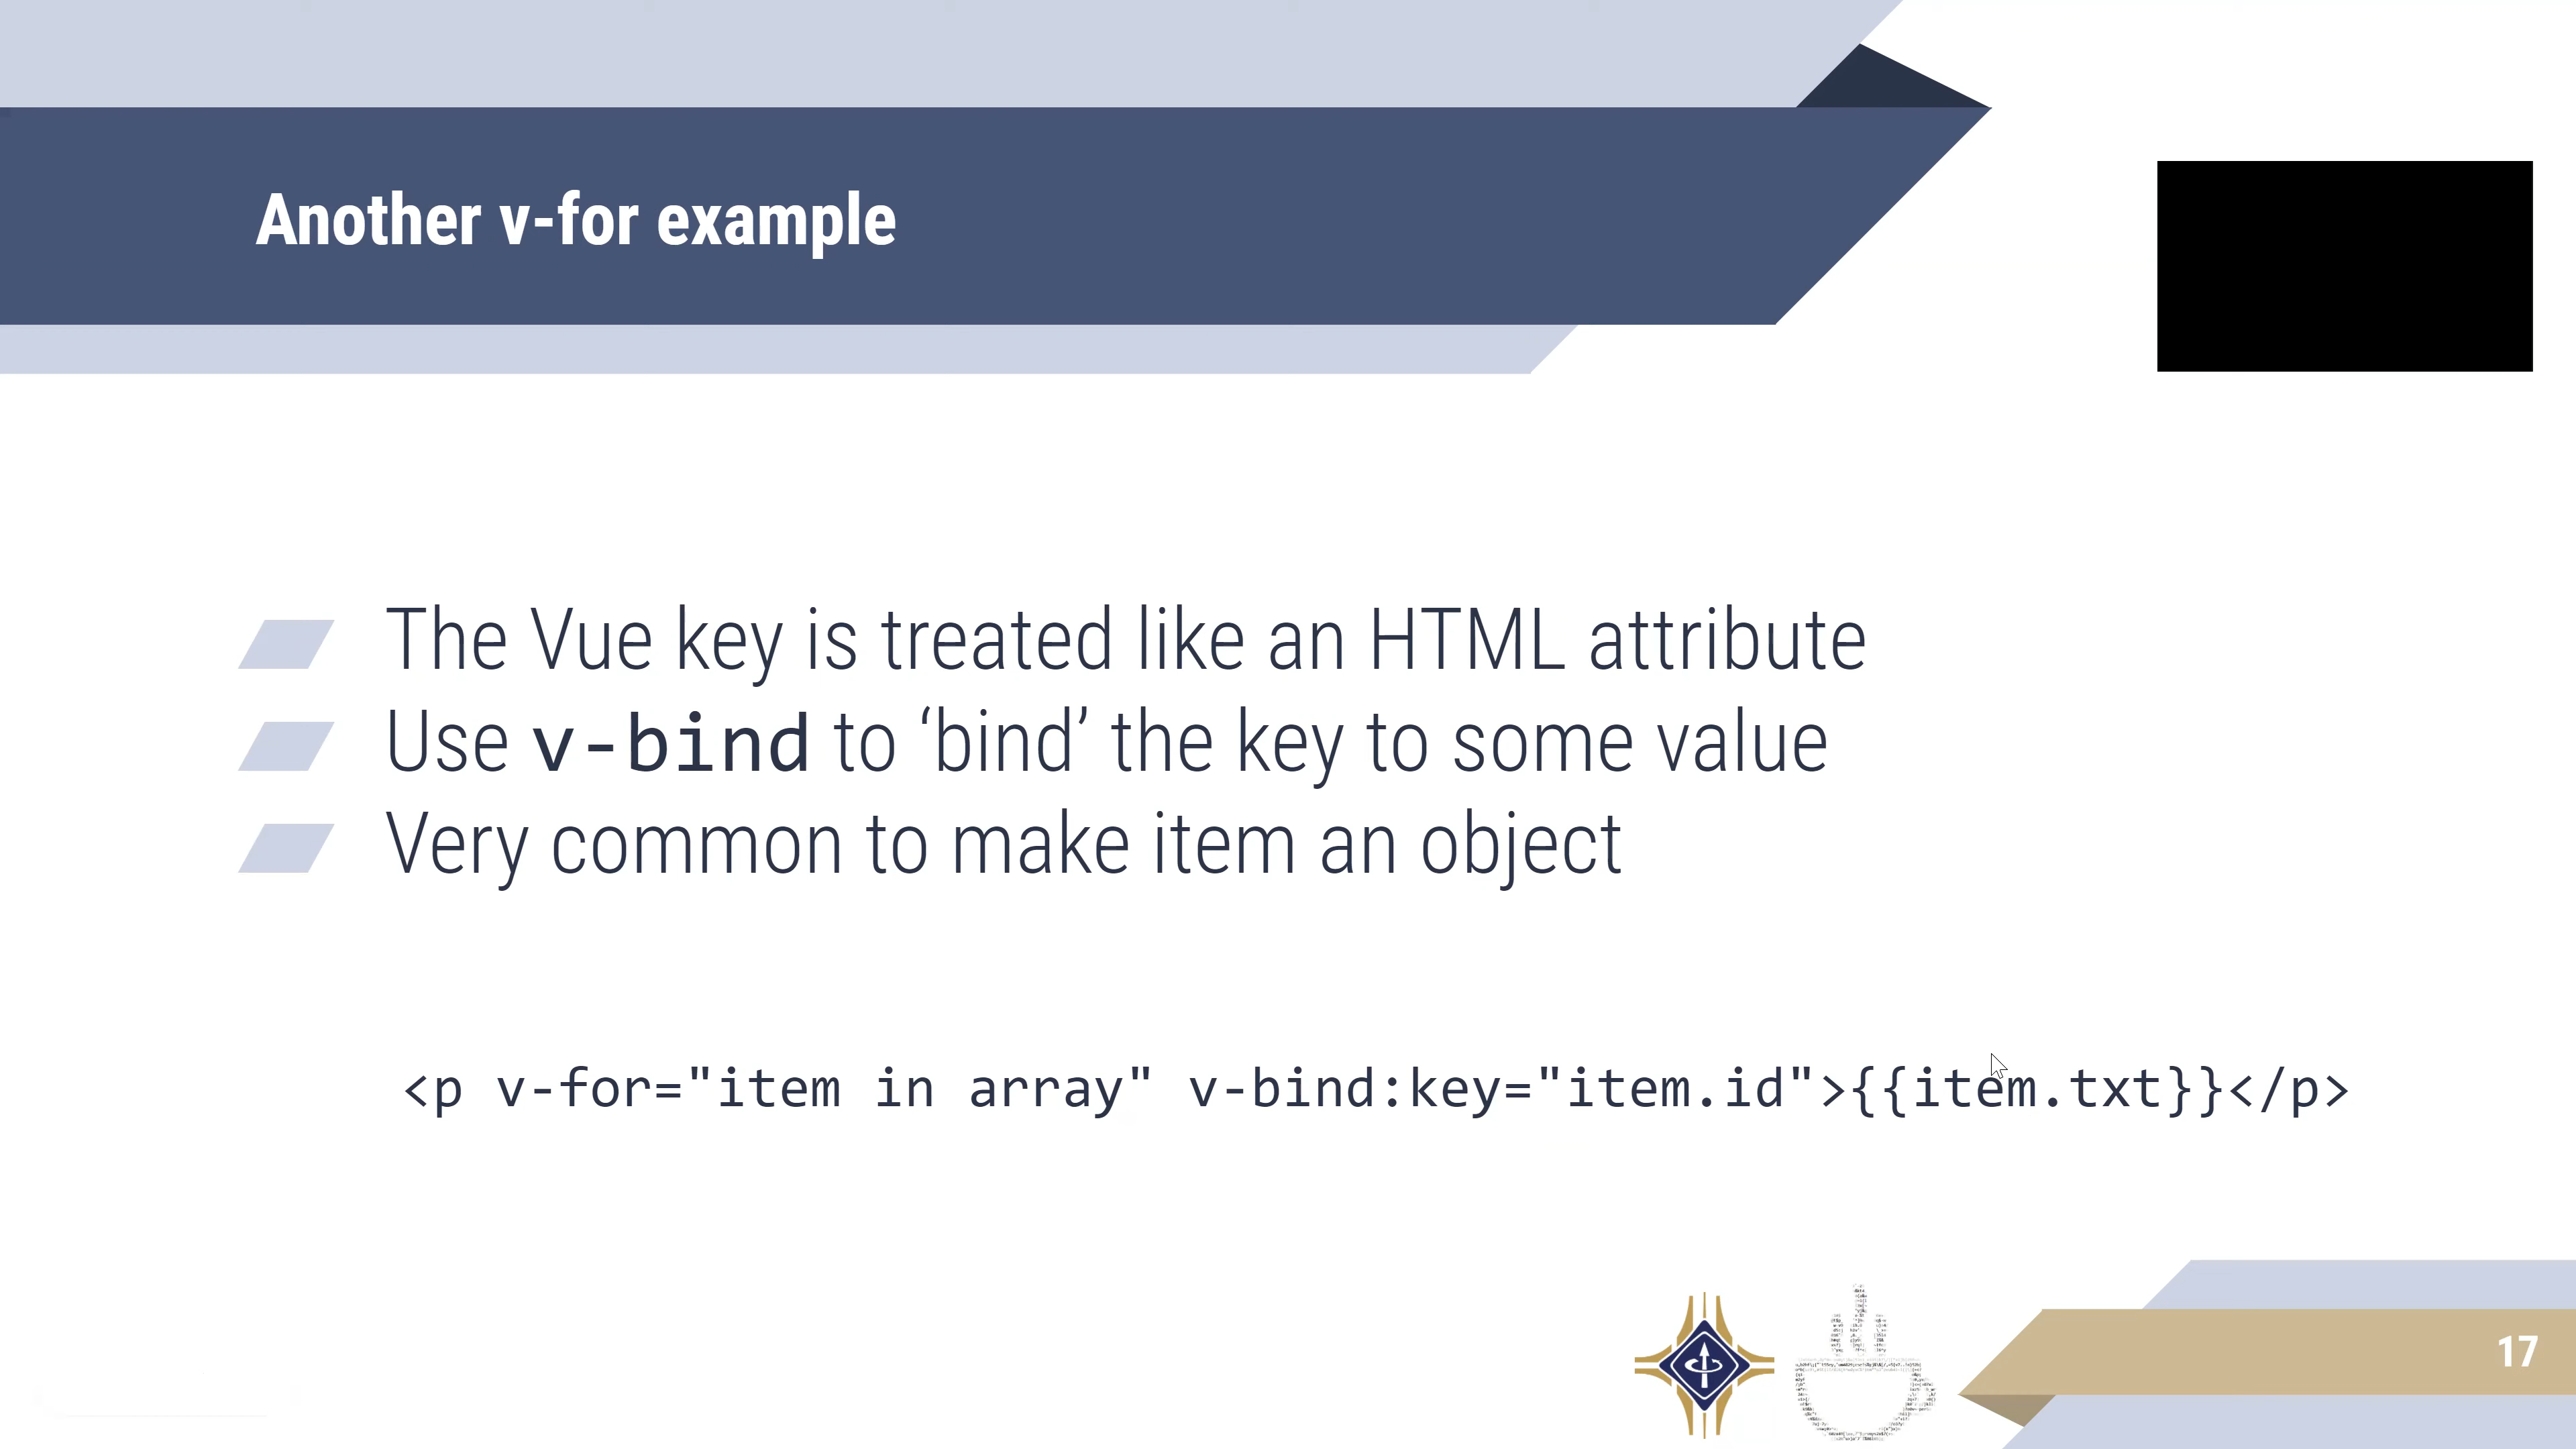 Another v-for example
The Vue key is treated like an HTML attribute
Use v-bind to ‘bind’ the key to some value
Very common to make item an object
<p v-for="item in array" v-bind:key="item.id">{{item.txt}}</p>
17